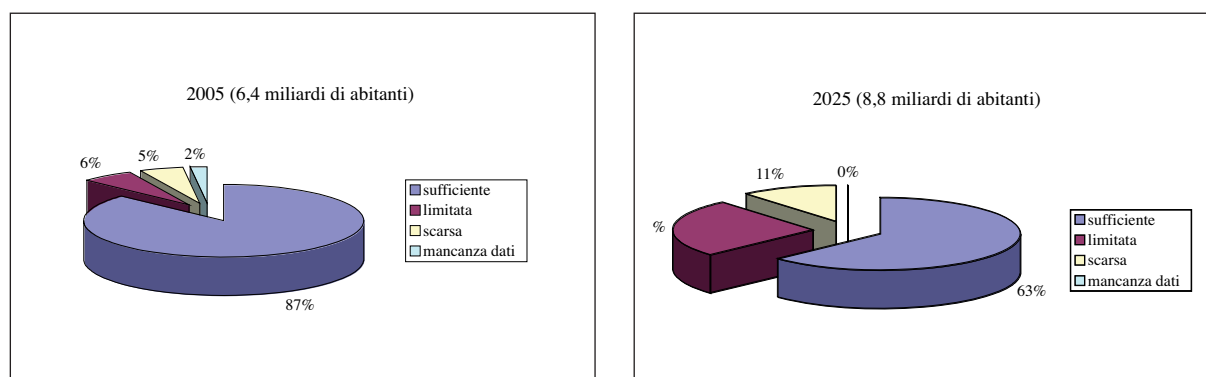 2005 (6,4 miliardi di abitanti)
6%
5%
2%
87%
sufficiente
limitata
scarsa
mancanza dati
2025 (8,8 miliardi di abitanti)
%
11%
0%
63%
sufficiente
limitata
scarsa
mancanza dati